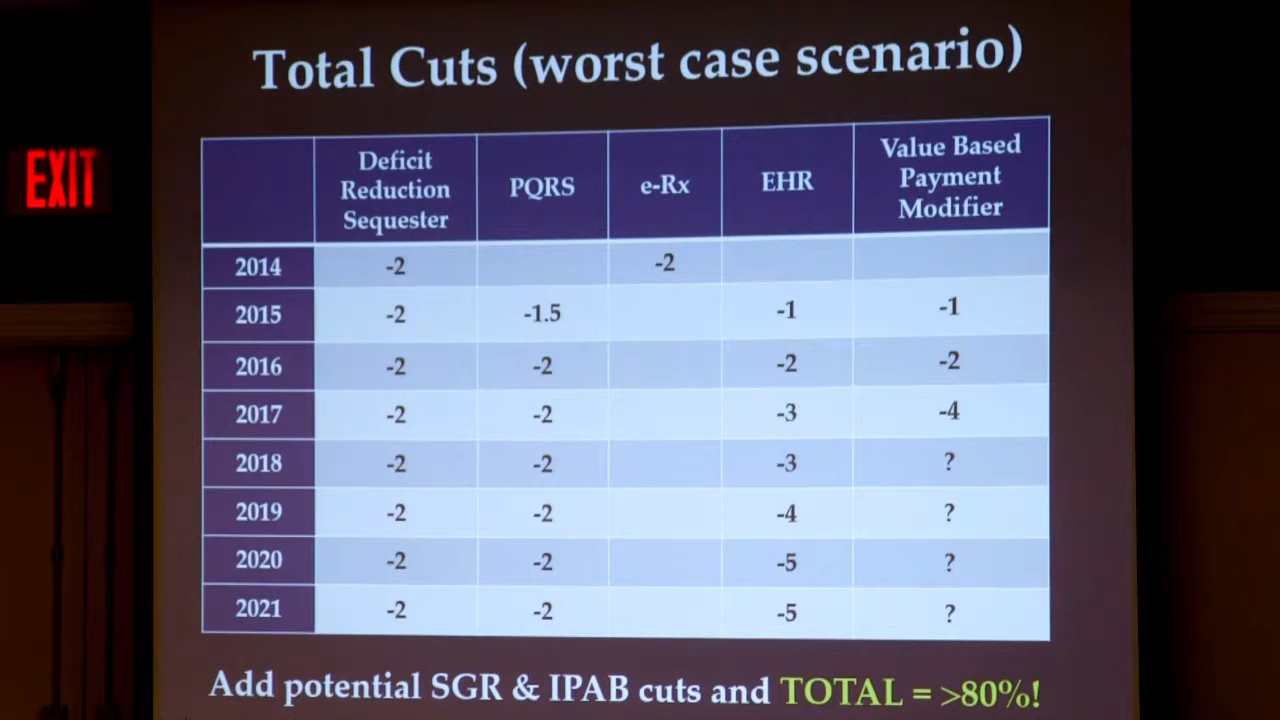 Total Cuts (worst case scenario)
EXIT
Deficit Reduction Sequester PQRS e-Rx EHR Value Based Payment Modifier
2014 -2 -2
2015 -2 -1.5 -1 -1
2016 -2 -2 -2 -2
2017 -2 -2 -3 -4
2018 -2 -2 -3 ?
2019 -2 -2 -4 ?
2020 -2 -2 -5 ?
2021 -2 -2 -5 ?
Add potential SGR & IPAB cuts and TOTAL = >80%!